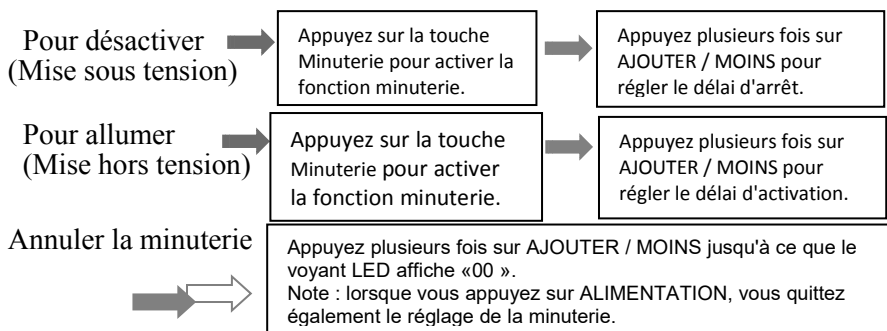 Pour désactiver
(Mise sous tension)
Appuyez sur la touche
Minuterie pour activer la
fonction minuterie.
Appuyez plusieurs fois sur
AJOUTER / MOINS pour
régler le délai d'arrêt.
Pour allumer
(Mise hors tension)
Appuyez sur la touche
Minuterie pour activer
la fonction minuterie.
Appuyez plusieurs fois sur
AJOUTER / MOINS pour
régler le délai d'activation.
Annuler la minuterie
Appuyez plusieurs fois sur AJOUTER / MOINS jusqu'à ce que le
voyant LED affiche «00 ».
Note : lorsque vous appuyez sur ALIMENTATION, vous quittez
également le réglage de la minuterie.